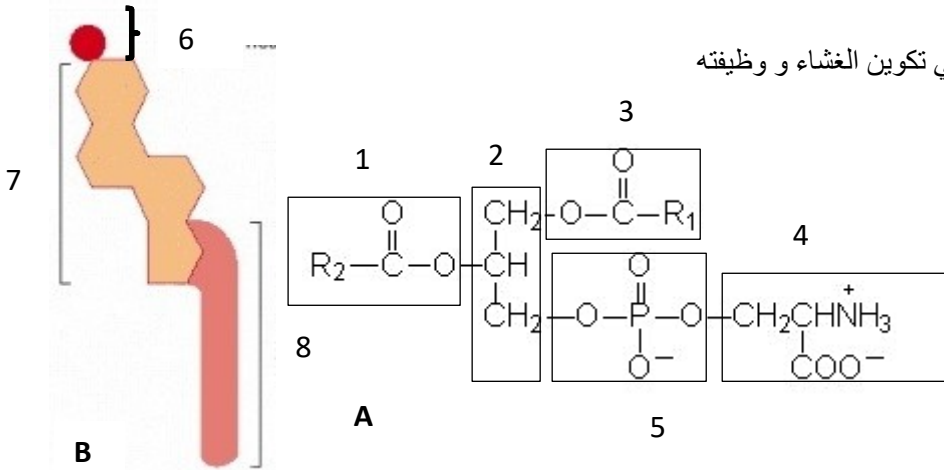 ي تكوين الغشاء و وظيفته
6
7
8
B
1
2
3
4
5
A
O
R₂—C—O—CH
CH₂—O—C—R₁
O
CH₂—O—P—O—CH₂CHNH₃
O
+
O⁻
COO⁻